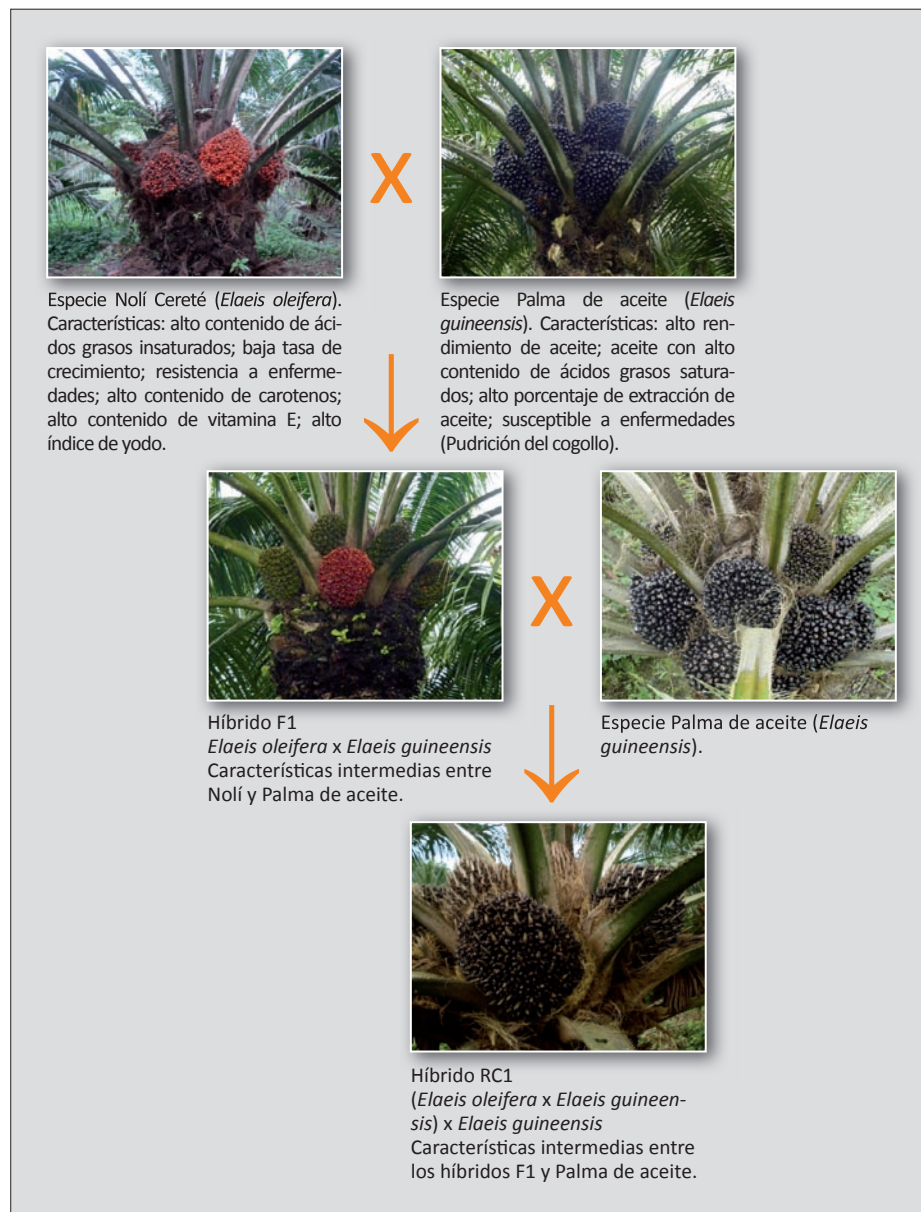 X
Especie Nolí Cereté (Elaeis oleifera).
Características: alto contenido de áci-
dos grasos insaturados; baja tasa de
crecimiento; resistencia a enferme-
dades; alto contenido de carotenos;
alto contenido de vitamina E; alto
índice de yodo.
Especie Palma de aceite (Elaeis
guineensis). Características: alto ren-
dimiento de aceite; aceite con alto
contenido de ácidos grasos satura-
dos; alto porcentaje de extracción de
aceite; susceptible a enfermedades
(Pudrición del cogollo).
X
Híbrido F1
Elaeis oleifera x Elaeis guineensis
Características intermedias entre
Nolí y Palma de aceite.
Especie Palma de aceite (Elaeis
guineensis).
Híbrido RC1
(Elaeis oleifera x Elaeis guineen-
sis) x Elaeis guineensis
Características intermedias entre
los híbridos F1 y Palma de aceite.